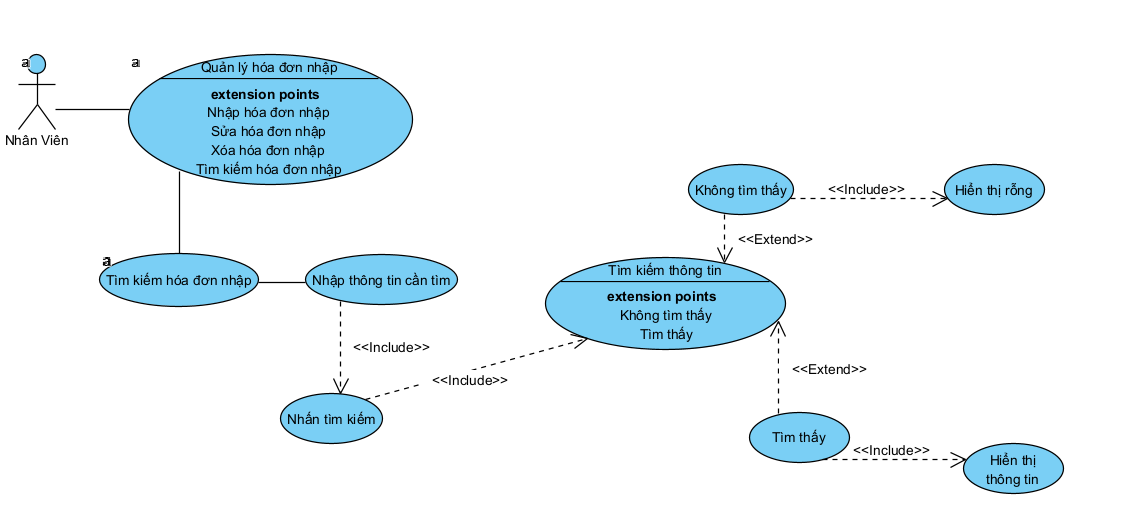 a
Nhân Viên
a
Quản lý hóa đơn nhập
extension points
Nhập hóa đơn nhập
Sửa hóa đơn nhập
Xóa hóa đơn nhập
Tìm kiếm hóa đơn nhập
a
Tìm kiếm hóa đơn nhập
Nhập thông tin cần tìm
<<Include>>
Nhấn tìm kiếm
<<Include>>
Không tìm thấy
<<Include>>
Hiển thị rỗng
<<Extend>>
Tìm kiếm thông tin
extension points
Không tìm thấy
Tìm thấy
<<Extend>>
Tìm thấy
<<Include>>
Hiển thị
thông tin